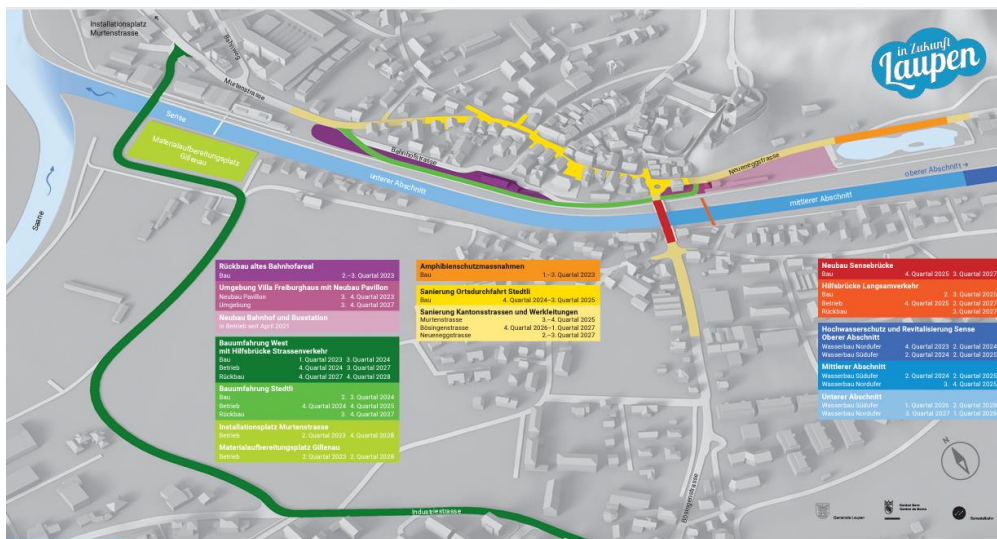 Installationsplatz
Murtenstrasse
Bahnweg
Murtenstrasse
in Zukunft
Laupen
Sense
Materialaufbereitungsplatz
Gillenau
Bahnhofstrasse
unterer Abschnitt
Neueneggstrasse
oberer Abschnitt →
mittlerer Abschnitt
Saane
Rückbau altes Bahnhofareal
Bau 2.–3. Quartal 2023
Umgebung Villa Freiburghaus mit Neubau Pavillon
Neubau Pavillon 3. 4. Quartal 2023
Umgebung 3. 4. Quartal 2027
Neubau Bahnhof und Busstation
in Betrieb seit April 2021
Bauumfahrung West
mit Hilfsbrücke Strassenverkehr
Bau 1. Quartal 2023 3. Quartal 2024
Betrieb 4. Quartal 2024 3. Quartal 2027
Rückbau 4. Quartal 2027 4. Quartal 2028
Bauumfahrung Stedtli
Bau 2. 3. Quartal 2024
Betrieb 4. Quartal 2024 4. Quartal 2025
Rückbau 3. 4. Quartal 2027
Installationsplatz Murtenstrasse
Betrieb 2. Quartal 2023 4. Quartal 2028
Materialaufbereitungsplatz Gillenau
Betrieb 2. Quartal 2023 3. Quartal 2028
Amphibienschutzmassnahmen
Bau 1.–3. Quartal 2023
Sanierung Ortsdurchfahrt Stedtli
Bau 4. Quartal 2024–3. Quartal 2025
Sanierung Kantonsstrassen und Werkleitungen
Murtenstrasse 3.–4. Quartal 2025
Bösingenstrasse 4. Quartal 2026–1. Quartal 2027
Neueneggstrasse 2.–3. Quartal 2027
Neubau Sensebrücke
Bau 4. Quartal 2025 3. Quartal 2027
Hilfsbrücke Langsamverkehr
Bau 2. 3. Quartal 2025
Betrieb 4. Quartal 2025 2. Quartal 2027
Rückbau 3. Quartal 2027
Hochwasserschutz und Revitalisierung Sense
Oberer Abschnitt
Wasserbau Nordufer 4. Quartal 2023 2. Quartal 2024
Wasserbau Südufer 2. Quartal 2024 2. Quartal 2025
Mittlerer Abschnitt
Wasserbau Südufer 2. Quartal 2024 2. Quartal 2025
Wasserbau Nordufer 3. 4. Quartal 2025
Unterer Abschnitt
Wasserbau Südufer 1. Quartal 2026 2. Quartal 2026
Wasserbau Nordufer 3. Quartal 2027 1. Quartal 2028
N
Industriestrasse
Bösingenstrasse
Gemeinde Laupen
Kanton Bern
Canton de Berne
Sensetalbahn